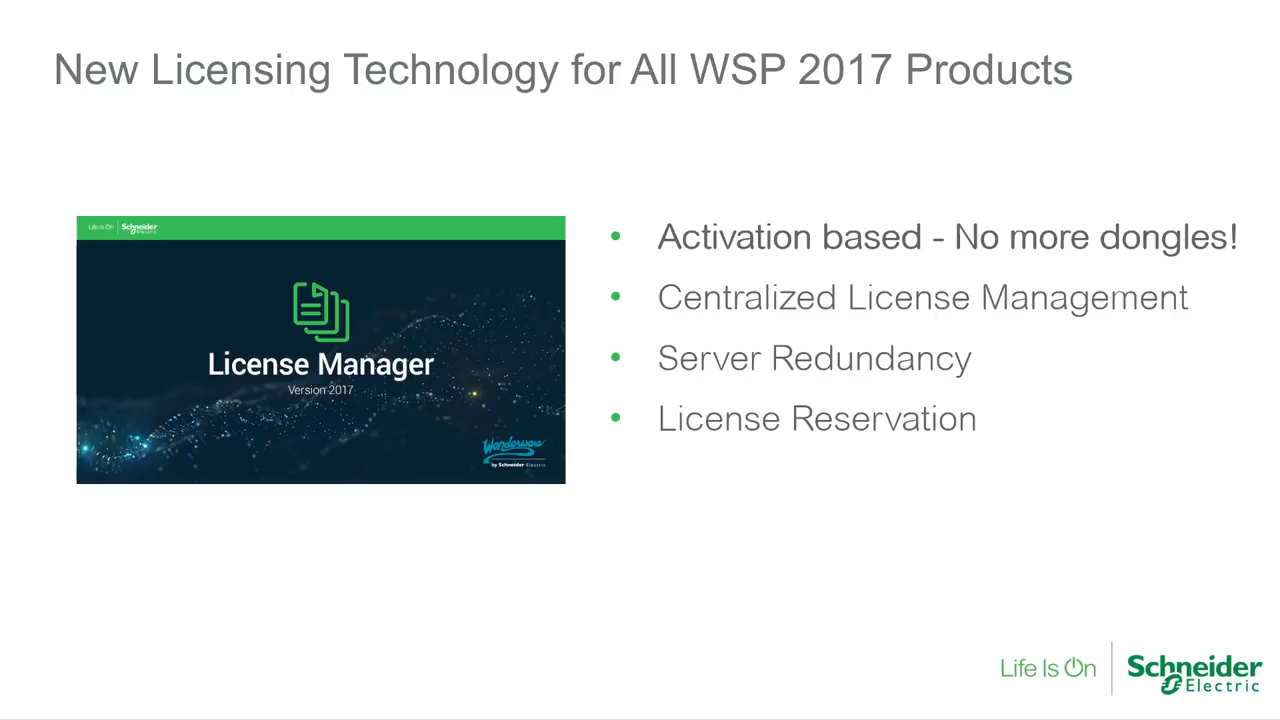 New Licensing Technology for All WSP 2017 Products
Life Is On Schneider Electric
License Manager
Version 2017
Wonderware
by Schneider Electric
• Activation based - No more dongles!
• Centralized License Management
• Server Redundancy
• License Reservation
Life Is On
Schneider
Electric